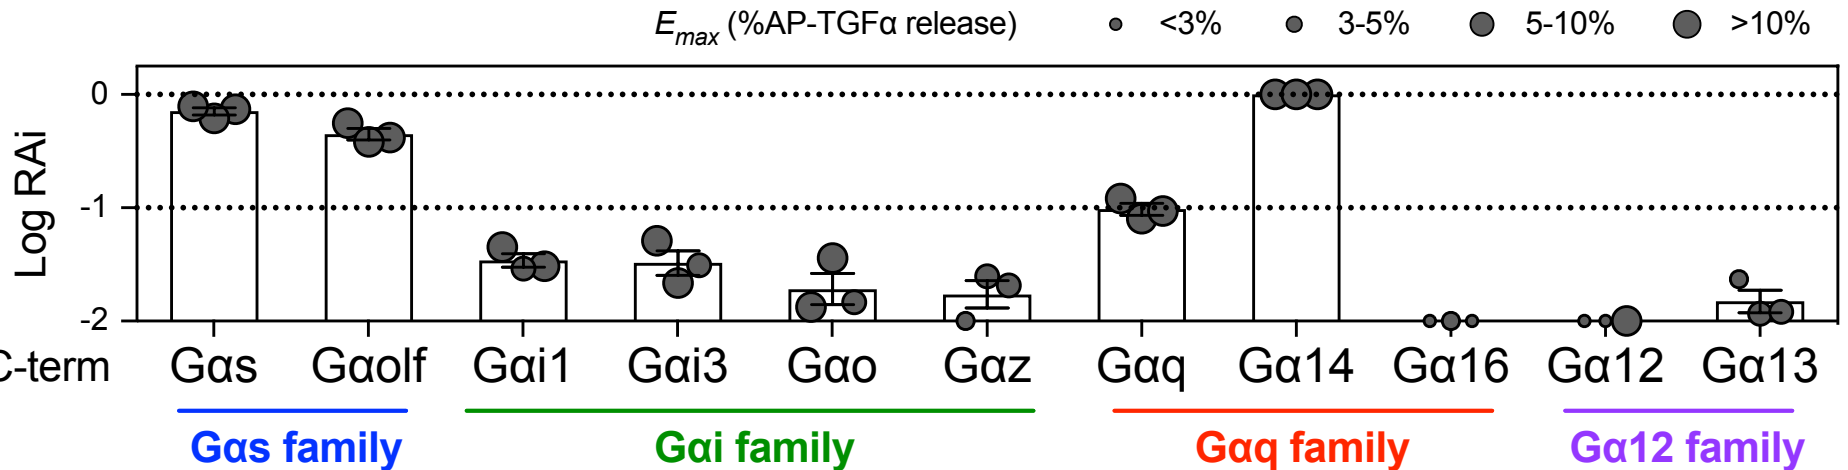 Emax (%AP-TGFα release) <3% 3-5% 5-10% >10%
Log RAi
0
-1
-2
C-term Gαs Gαolf Gαi1 Gαi3 Gαo Gαz Gαq Gα14 Gα16 Gα12 Gα13
Gαs family Gαi family Gαq family Gα12 family